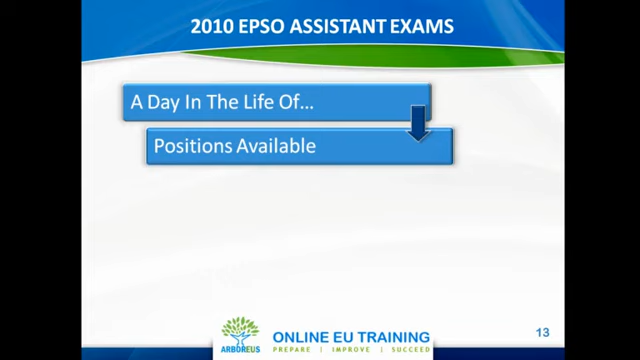 2010 EPSO ASSISTANT EXAMS
A Day In The Life Of...
Positions Available
13
ARBOREUS
ONLINE EU TRAINING
PREPARE | IMPROVE | SUCCEED